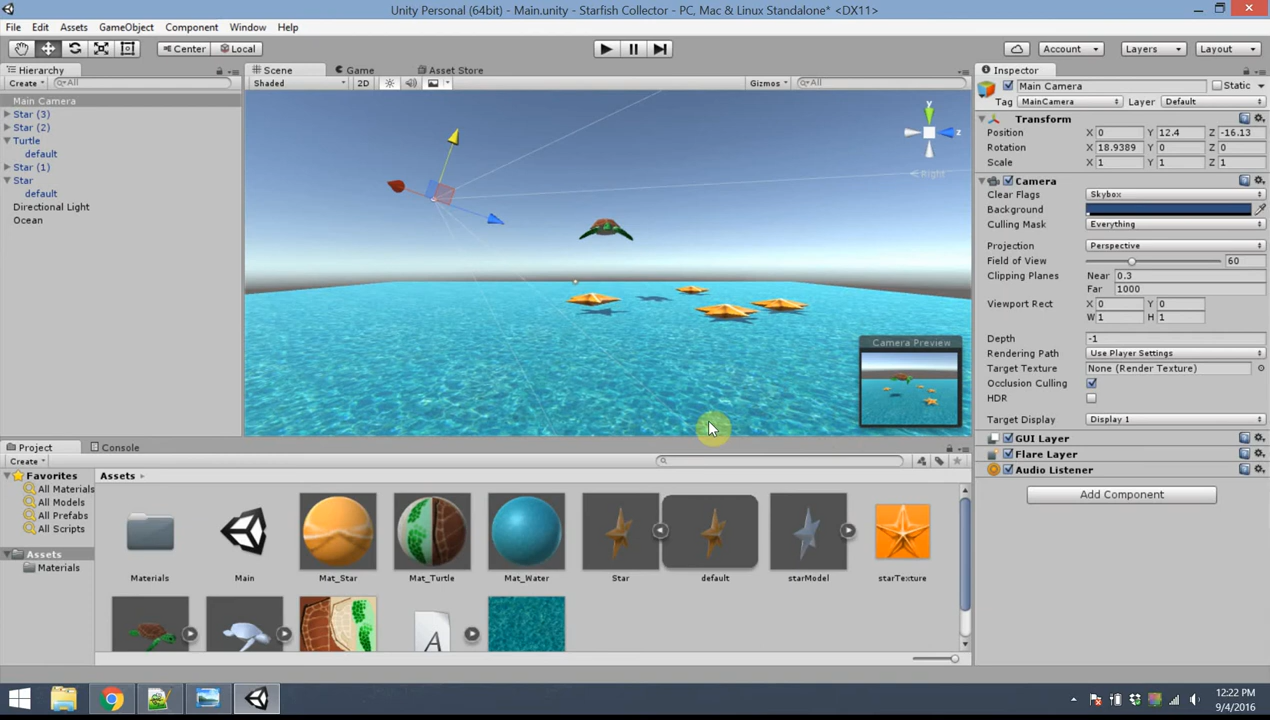 Unity Personal (64bit) - Main.unity - Starfish Collector - PC, Mac & Linux Standalone* <DX11>
File Edit Assets GameObject Component Window Help
Center Local Account Layers Layout
Hierarchy
Create All
Main Camera
Star (3)
Star (2)
Turtle
default
Star (1)
Star
default
Directional Light
Ocean
Scene Game Asset Store
Shaded 2D Gizmos All
y
z
Right
Camera Preview
Inspector
Main Camera Static
Tag MainCamera Layer Default
Transform
Position X 0 Y 12.4 Z -16.13
Rotation X 18.9389 Y 0 Z 0
Scale X 1 Y 1 Z 1
Camera
Clear Flags Skybox
Background
Culling Mask Everything
Projection Perspective
Field of View 60
Clipping Planes Near 0.3
Far 1000
Viewport Rect X 0 Y 0
W 1 H 1
Depth -1
Rendering Path Use Player Settings
Target Texture None (Render Texture)
Occlusion Culling
HDR
Target Display Display 1
GUI Layer
Flare Layer
Audio Listener
Add Component
Project Console
Create
Favorites
All Materials
All Models
All Prefabs
All Scripts
Assets
Materials
Assets
Materials Main Mat_Star Mat_Turtle Mat_Water Star default starModel starTexture
A
12:22 PM
9/4/2016